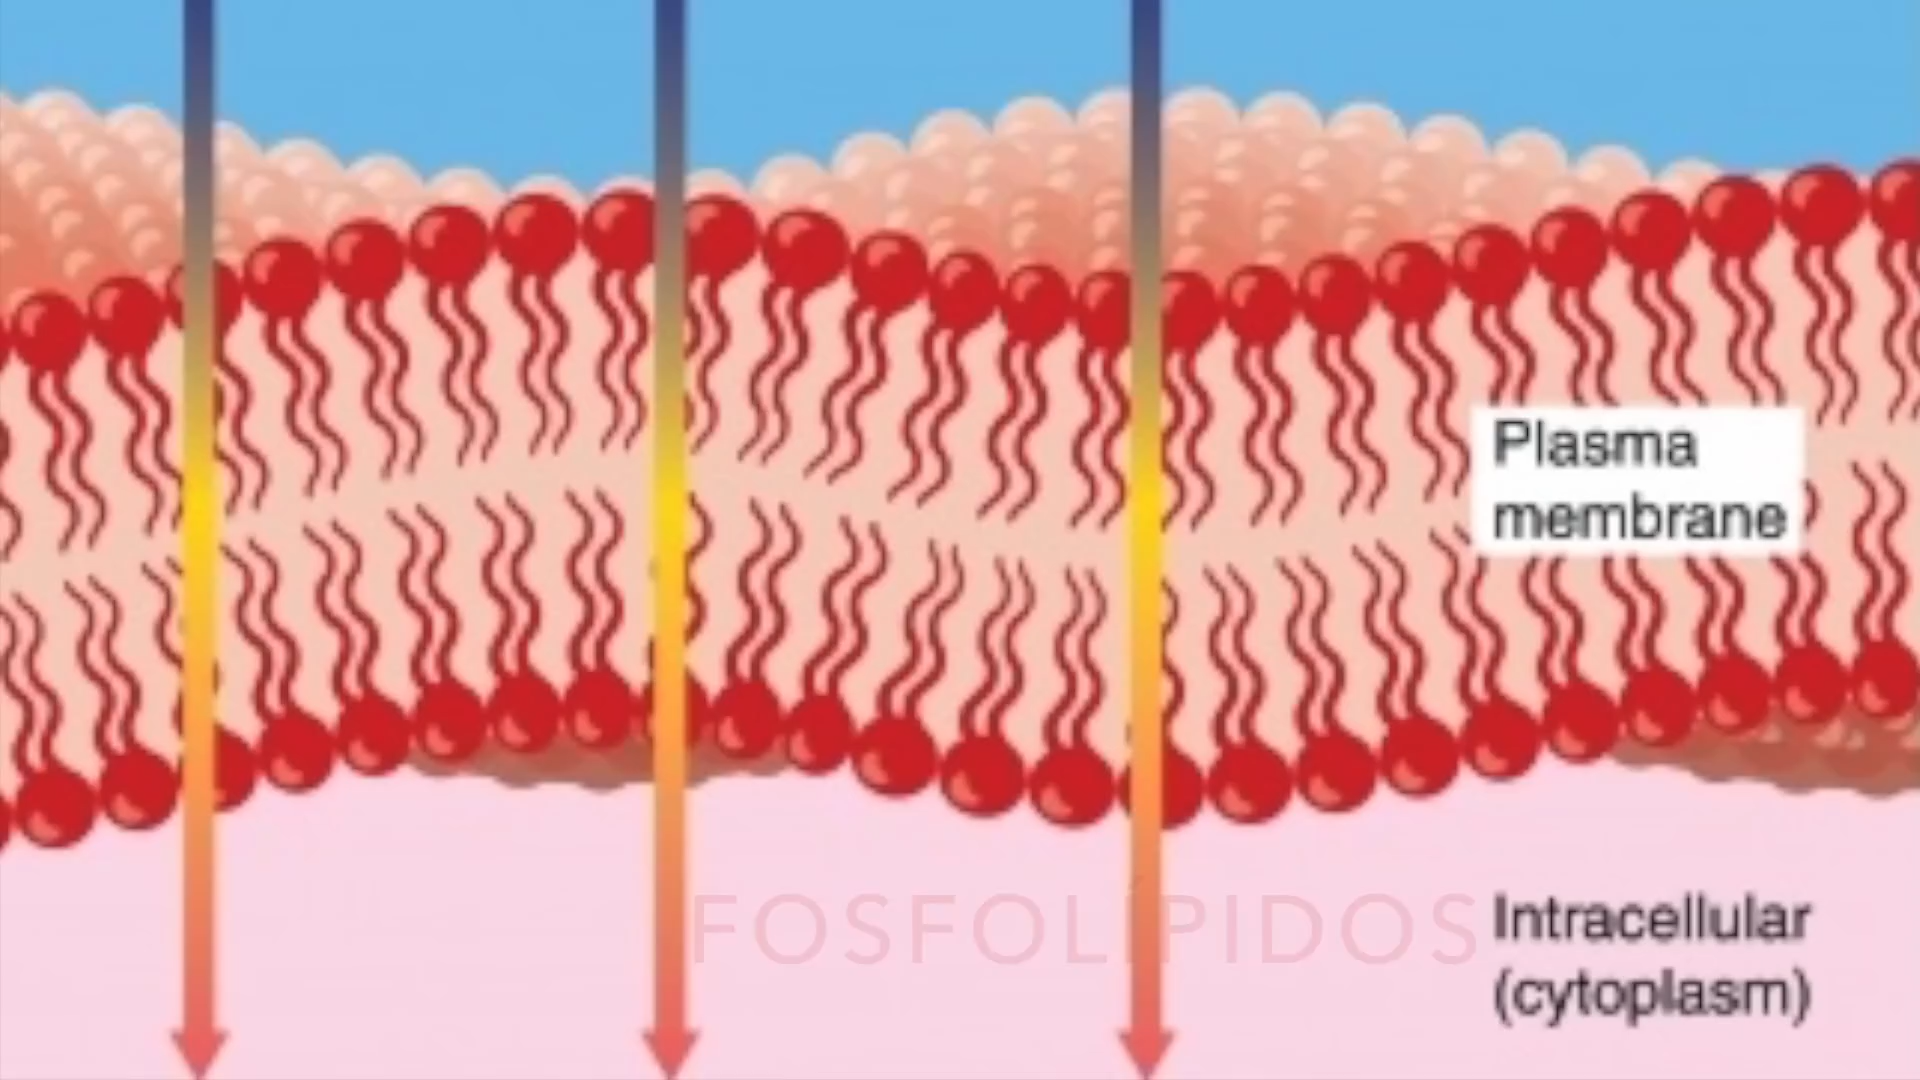 Plasma
membrane
FOSFOLÍPIDOS
Intracellular
(cytoplasm)